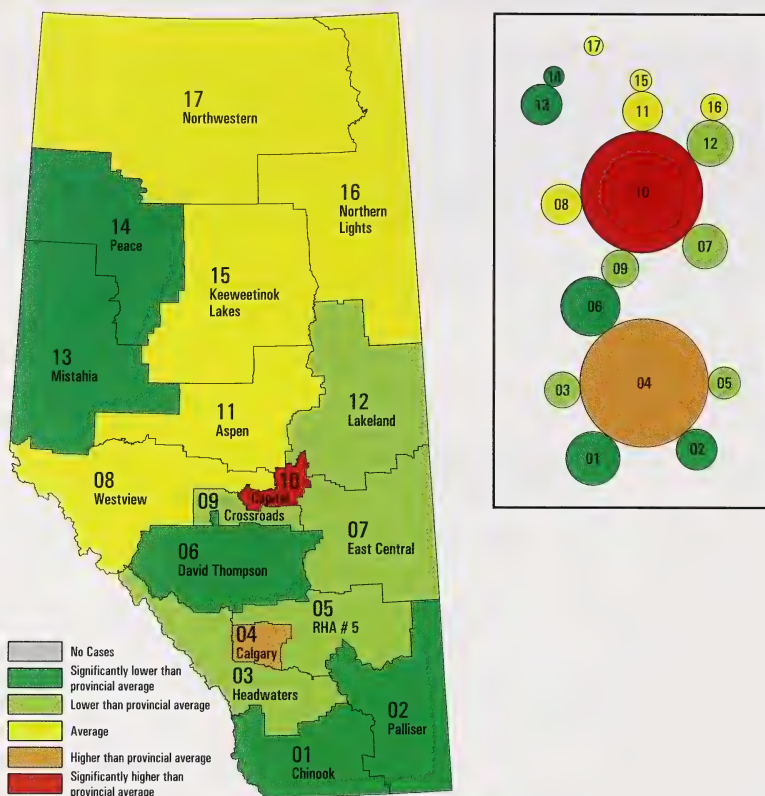 17
Northwestern
16
Northern
Lights
14
Peace
15
Keeweetinok
Lakes
13
Mistahia
12
Lakeland
11
Aspen
08
Westview
10
Capital
09
Crossroads
07
East Central
06
David Thompson
05
RHA # 5
04
Calgary
03
Headwaters
02
Palliser
01
Chinook
No Cases
Significantly lower than
provincial average
Lower than provincial average
Average
Higher than provincial average
Significantly higher than
provincial average
17
14
13
15
11
16
12
10
08
07
09
06
04
03
05
01
02